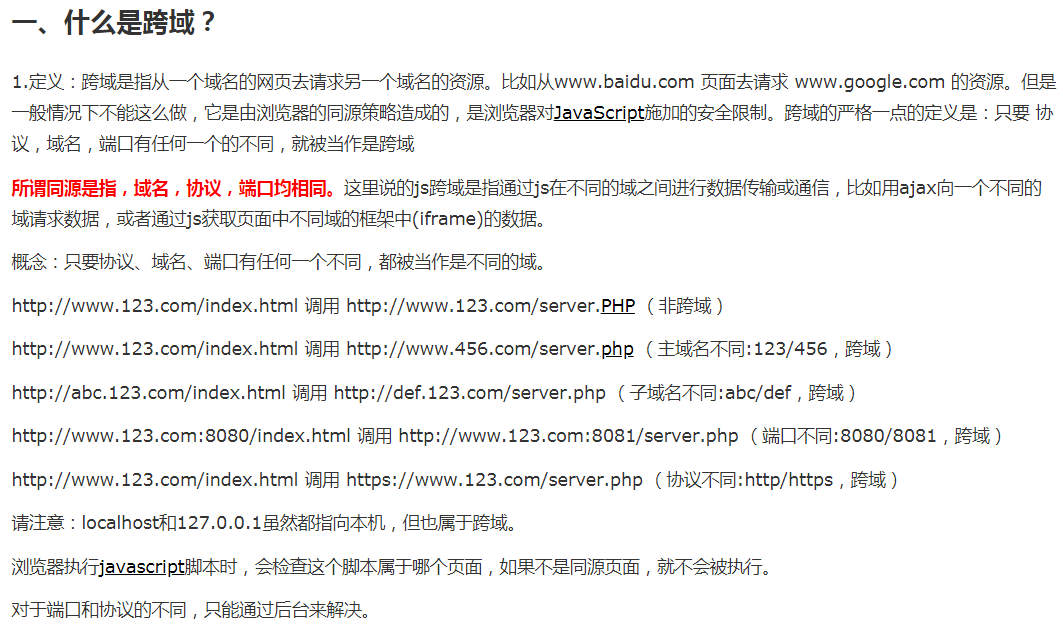 一、什么是跨域？
1.定义：跨域是指从一个域名的网页去请求另一个域名的资源。比如从www.baidu.com 页面去请求 www.google.com 的资源。但是
一般情况下不能这么做，它是由浏览器的同源策略造成的，是浏览器对JavaScript施加的安全限制。跨域的严格一点的定义是：只要 协
议，域名，端口有任何一个的不同，就被当作是跨域
所谓同源是指，域名，协议，端口均相同。这里说的js跨域是指通过js在不同的域之间进行数据传输或通信，比如用ajax向一个不同的
域请求数据，或者通过js获取页面中不同域的框架中(iframe)的数据。
概念：只要协议、域名、端口有任何一个不同，都被当作是不同的域。
http://www.123.com/index.html 调用 http://www.123.com/server.PHP （非跨域）
http://www.123.com/index.html 调用 http://www.456.com/server.php （主域名不同:123/456，跨域）
http://abc.123.com/index.html 调用 http://def.123.com/server.php （子域名不同:abc/def，跨域）
http://www.123.com:8080/index.html 调用 http://www.123.com:8081/server.php （端口不同:8080/8081，跨域）
http://www.123.com/index.html 调用 https://www.123.com/server.php （协议不同:http/https，跨域）
请注意：localhost和127.0.0.1虽然都指向本机，但也属于跨域。
浏览器执行javascript脚本时，会检查这个脚本属于哪个页面，如果不是同源页面，就不会被执行。
对于端口和协议的不同，只能通过后台来解决。